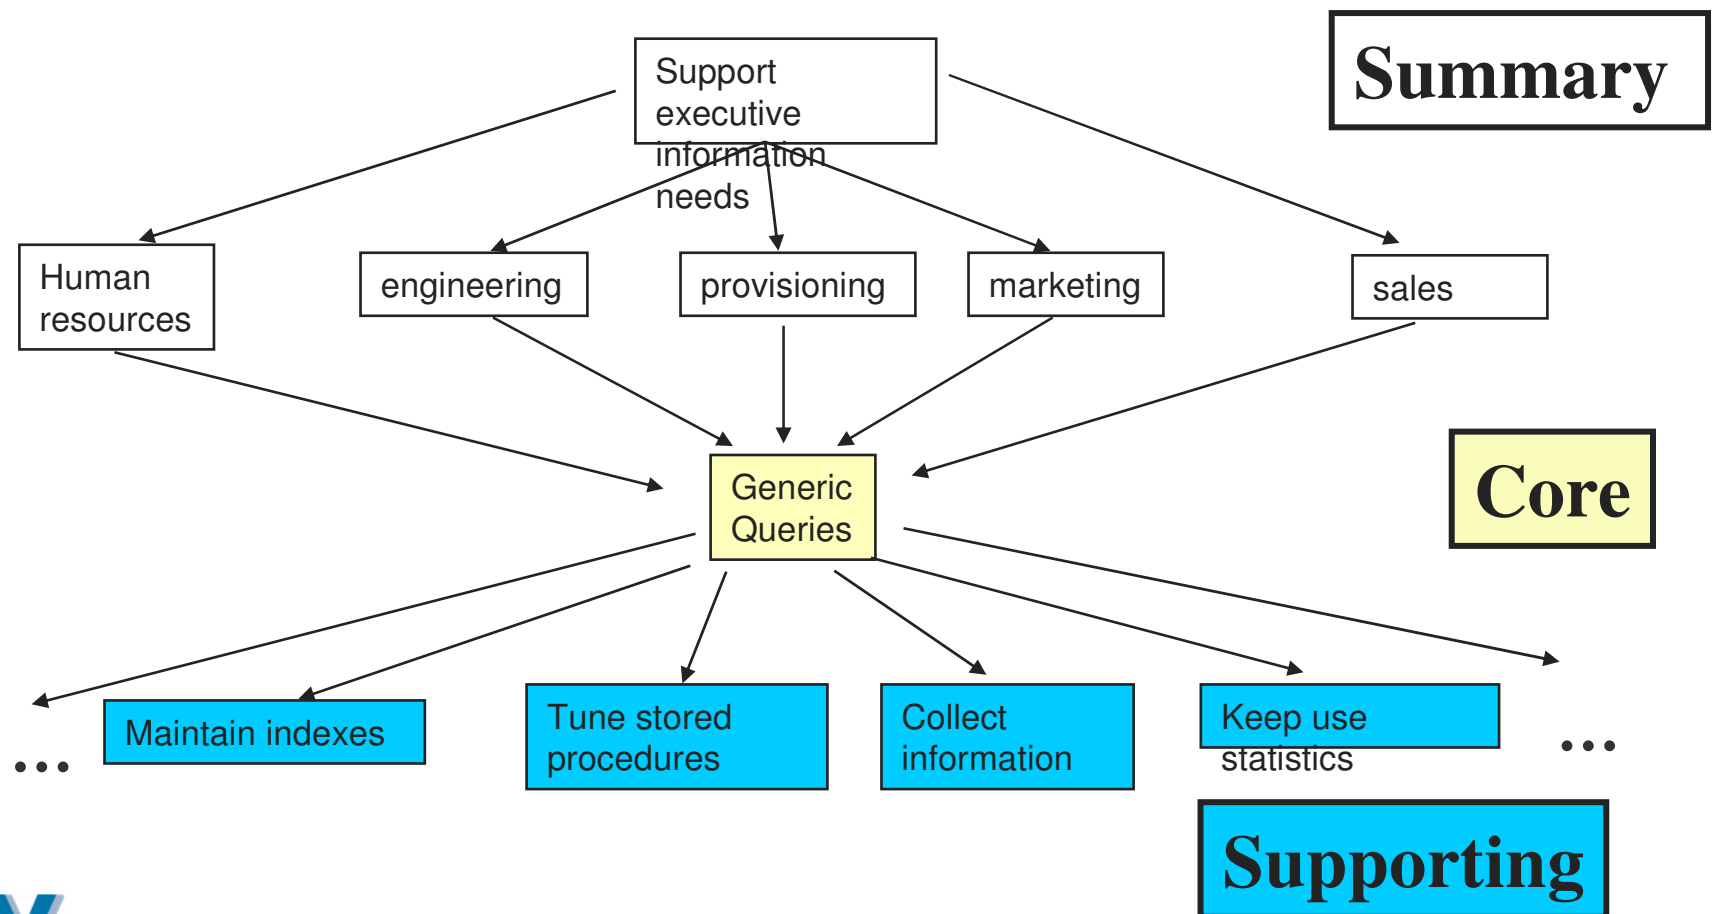 Summary
Support
executive
information
needs
Human
resources
engineering
provisioning
marketing
sales
Generic
Queries
Core
...
Maintain indexes
Tune stored
procedures
Collect
information
Keep use
statistics
...
Supporting